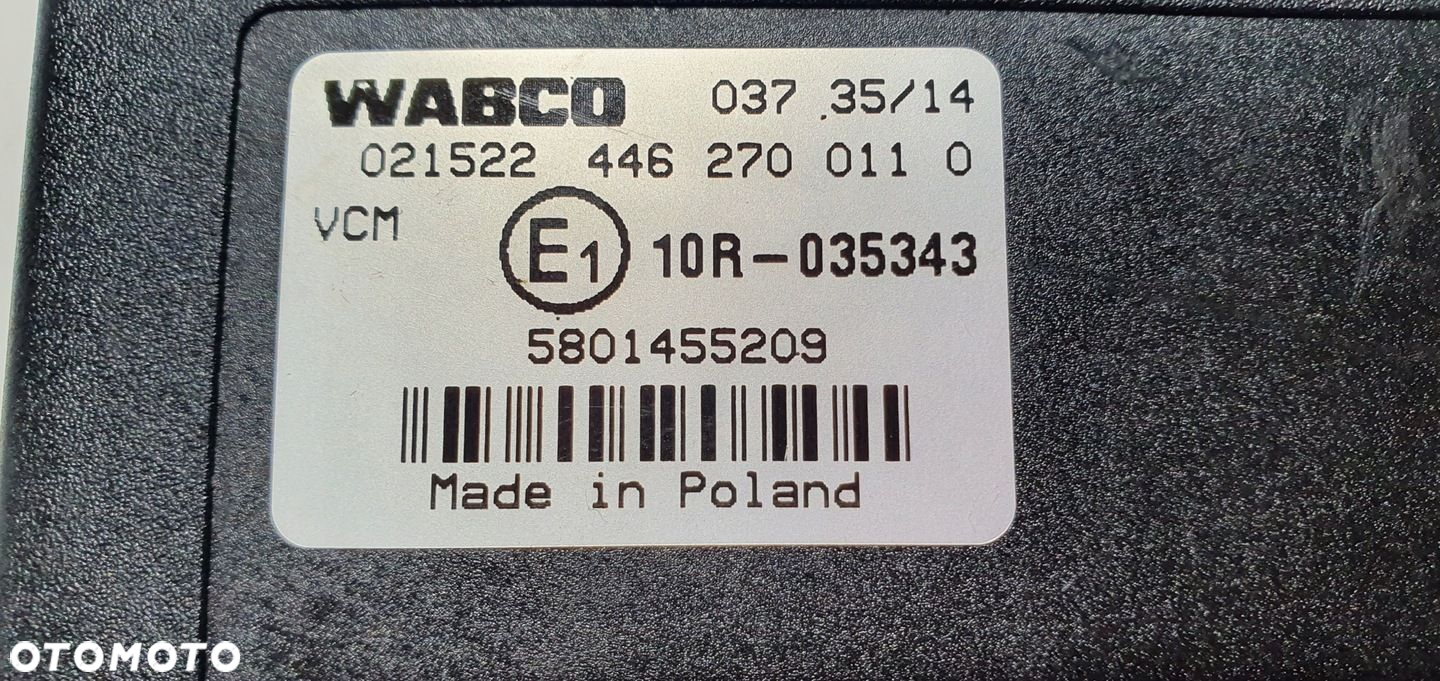 WABCO 037 35/14
021522 446 270 011 0
VCM E1 10R-035343
5801455209
Made in Poland
OTOMOTO